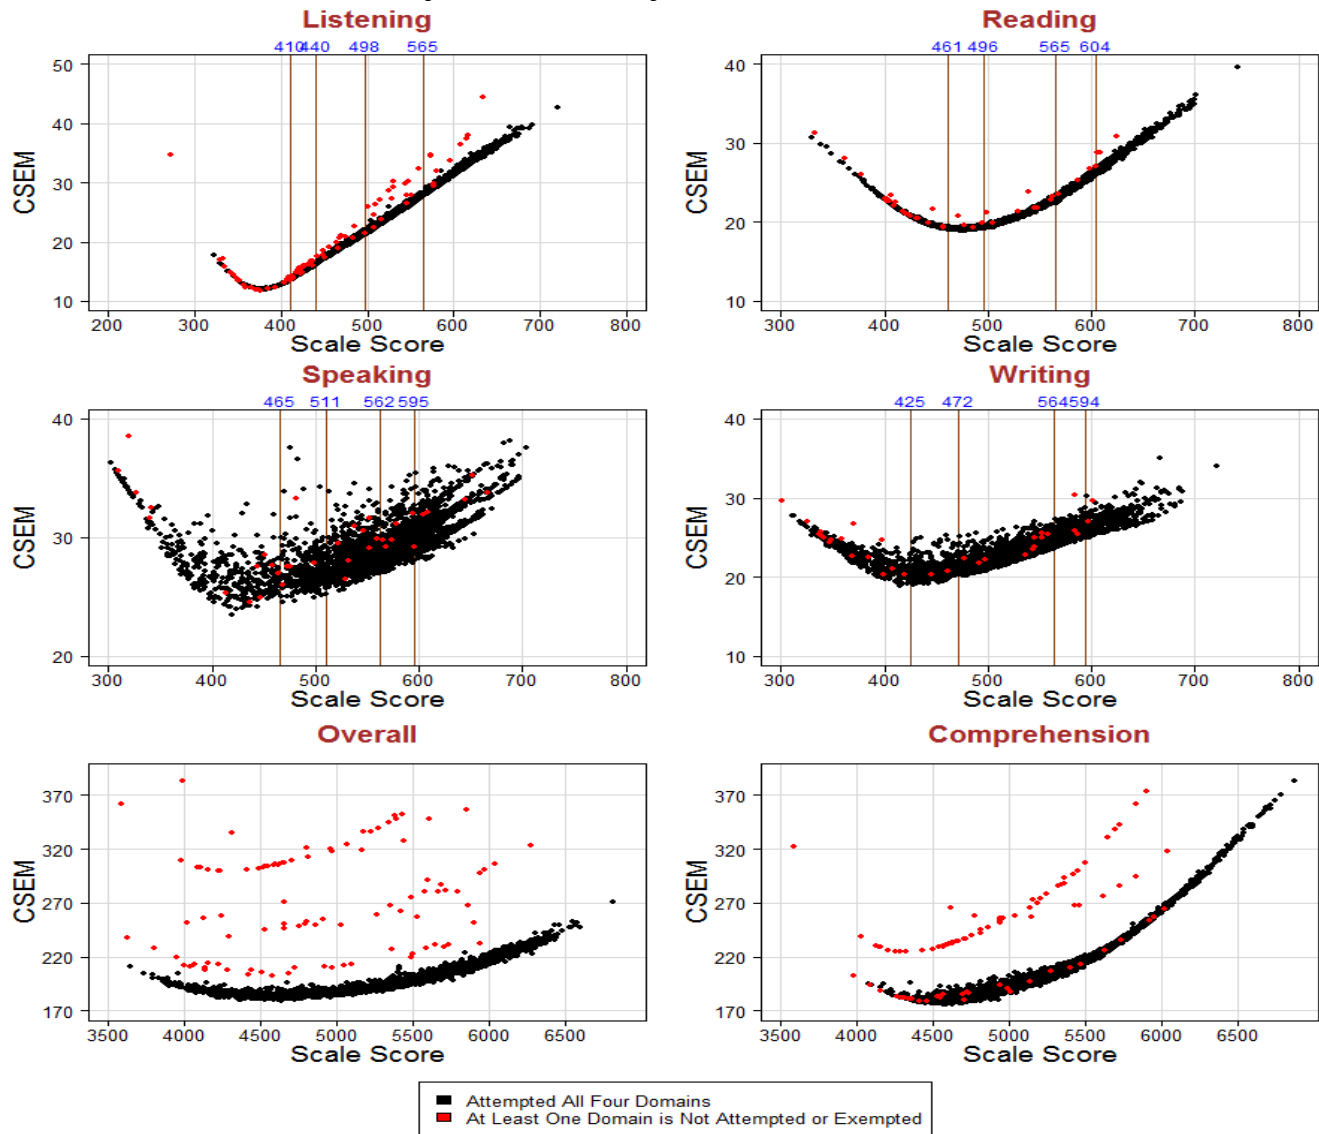 Listening
410 440 498 565
50
40
30
20
10
CSEM
200 300 400 500 600 700 800
Scale Score
Reading
461 496 565 604
40
30
20
10
CSEM
300 400 500 600 700 800
Scale Score
Speaking
465 511 562 595
40
30
20
CSEM
300 400 500 600 700 800
Scale Score
Writing
425 472 564 594
40
30
20
10
CSEM
300 400 500 600 700 800
Scale Score
Overall
370
320
270
220
170
CSEM
3500 4000 4500 5000 5500 6000 6500
Scale Score
Comprehension
370
320
270
220
170
CSEM
3500 4000 4500 5000 5500 6000 6500
Scale Score
Attempted All Four Domains
At Least One Domain is Not Attempted or Exempted